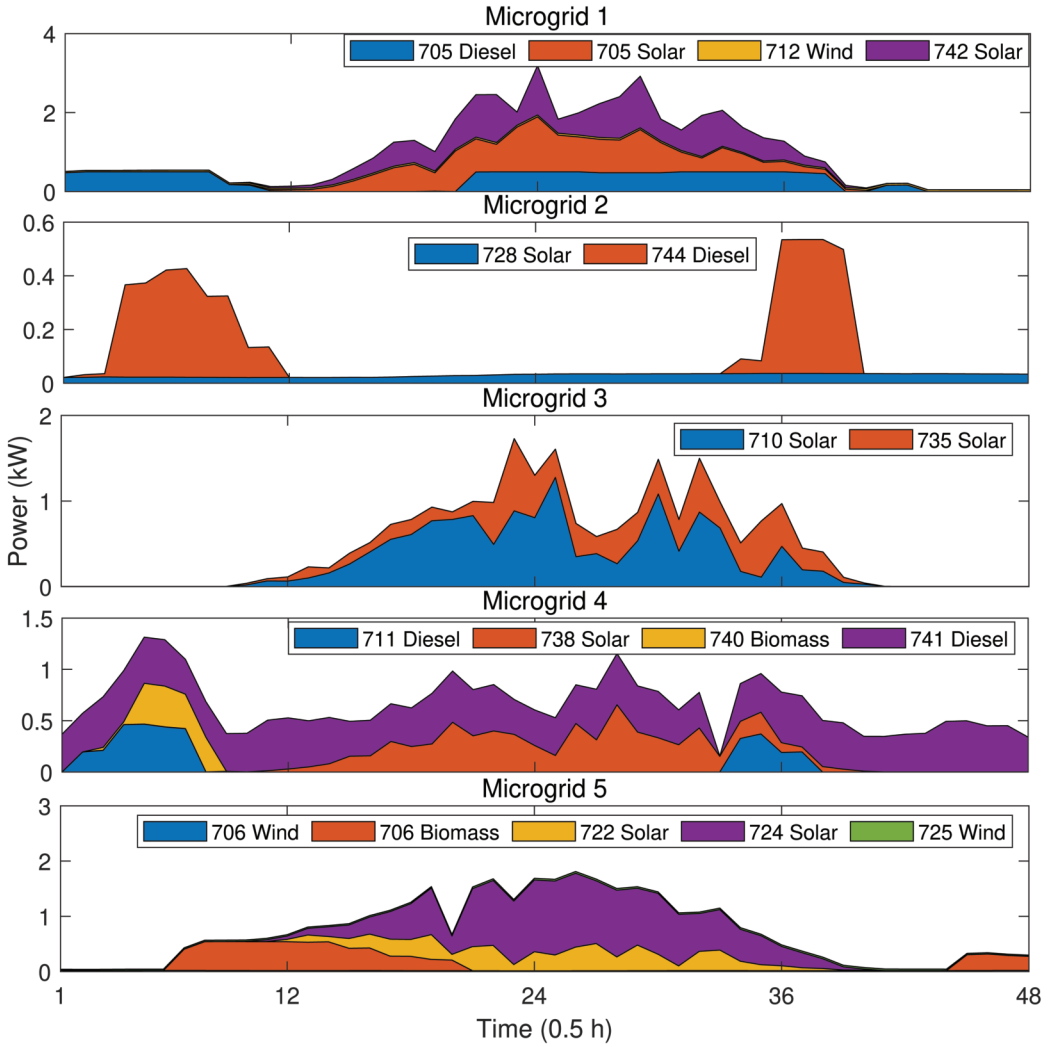 Microgrid 1
4
705 Diesel 705 Solar 712 Wind 742 Solar
2
0
Microgrid 2
0.6
728 Solar 744 Diesel
0.4
0.2
0
Microgrid 3
2
710 Solar 735 Solar
1
0
Power (kW)
Microgrid 4
1.5
711 Diesel 738 Solar 740 Biomass 741 Diesel
1
0.5
0
Microgrid 5
3
706 Wind 706 Biomass 722 Solar 724 Solar 725 Wind
2
1
0
1 12 24 36 48
Time (0.5 h)